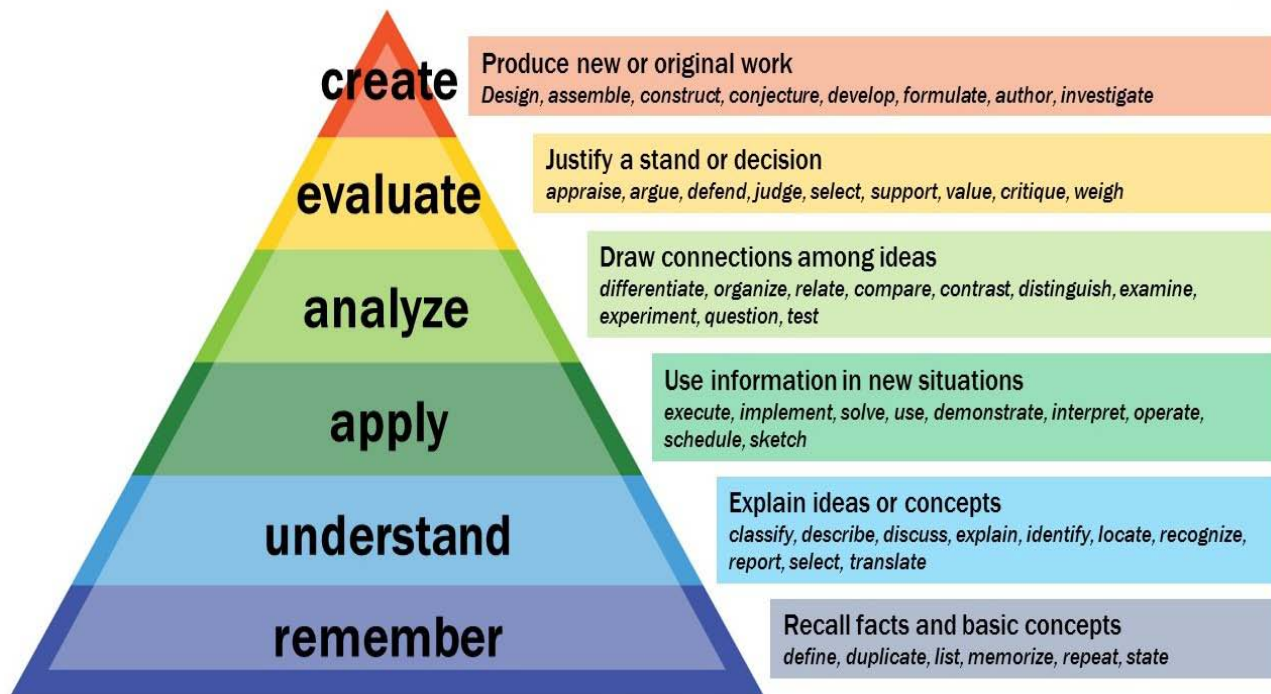 create
Produce new or original work
Design, assemble, construct, conjecture, develop, formulate, author, investigate
evaluate
Justify a stand or decision
appraise, argue, defend, judge, select, support, value, critique, weigh
analyze
Draw connections among ideas
differentiate, organize, relate, compare, contrast, distinguish, examine,
experiment, question, test
apply
Use information in new situations
execute, implement, solve, use, demonstrate, interpret, operate,
schedule, sketch
understand
Explain ideas or concepts
classify, describe, discuss, explain, identify, locate, recognize,
report, select, translate
remember
Recall facts and basic concepts
define, duplicate, list, memorize, repeat, state